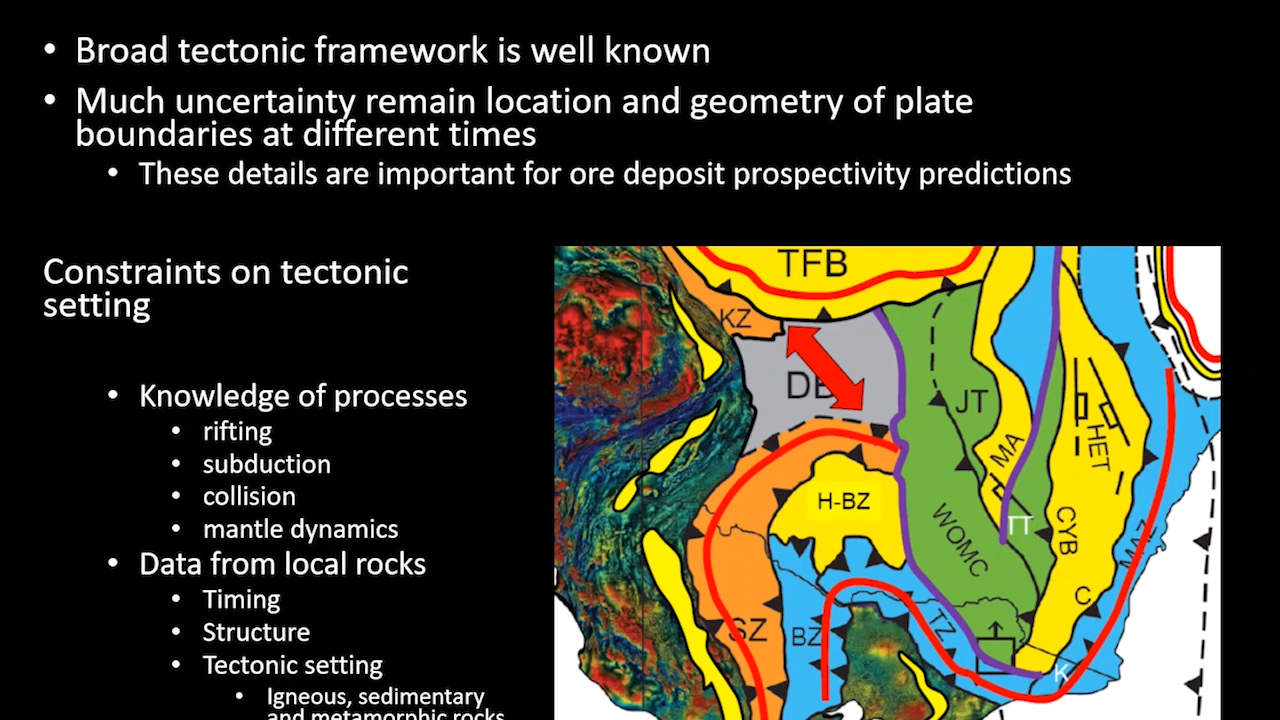 Broad tectonic framework is well known
Much uncertainty remain location and geometry of plate
boundaries at different times
These details are important for ore deposit prospectivity predictions
Constraints on tectonic
setting
Knowledge of processes
rifting
subduction
collision
mantle dynamics
Data from local rocks
Timing
Structure
Tectonic setting
Igneous, sedimentary
and metamorphic rocks
TFB
KZ
JT
MA
HET
H-BZ
WOMC
TT
CYB
C
SZ
BZ
TZ
K